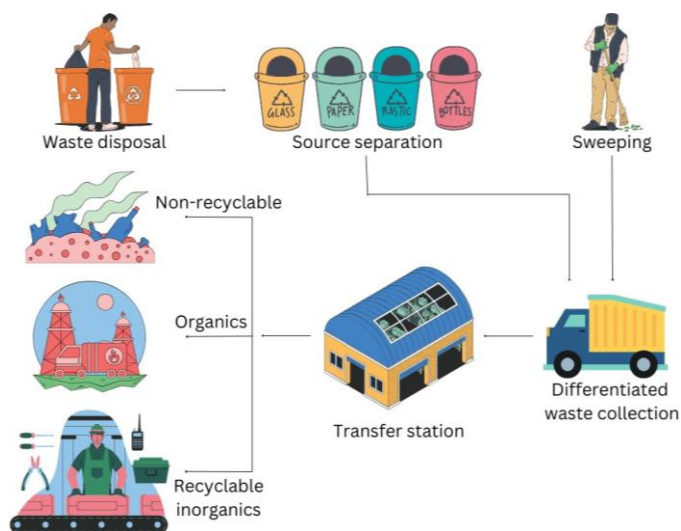 GLASS
PAPER
PLASTIC
BOTTLES
Waste disposal
Source separation
Sweeping
Non-recyclable
Organics
Recyclable
inorganics
Transfer station
Differentiated
waste collection